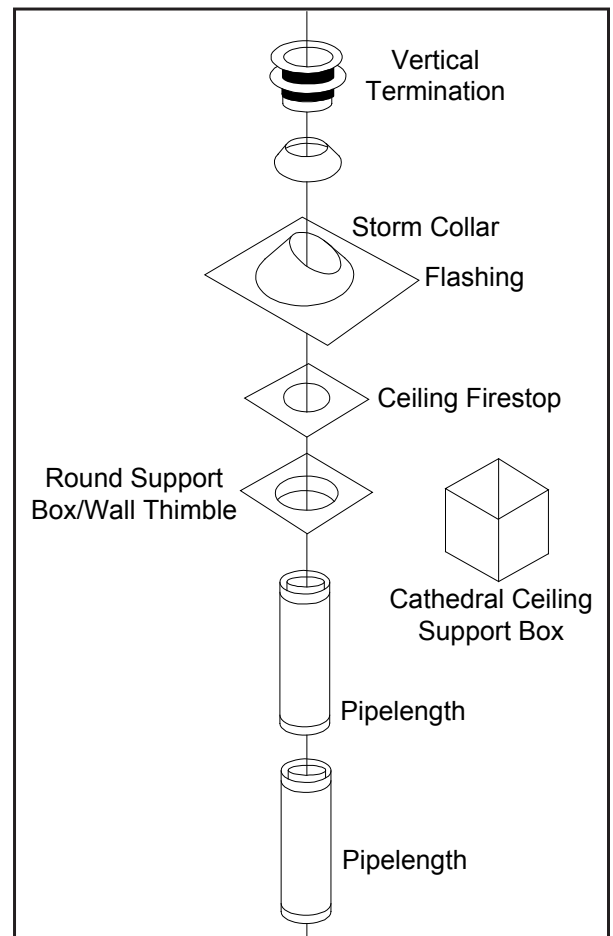 Vertical
Termination
Storm Collar
Flashing
Ceiling Firestop
Round Support
Box/Wall Thimble
Cathedral Ceiling
Support Box
Pipelength
Pipelength